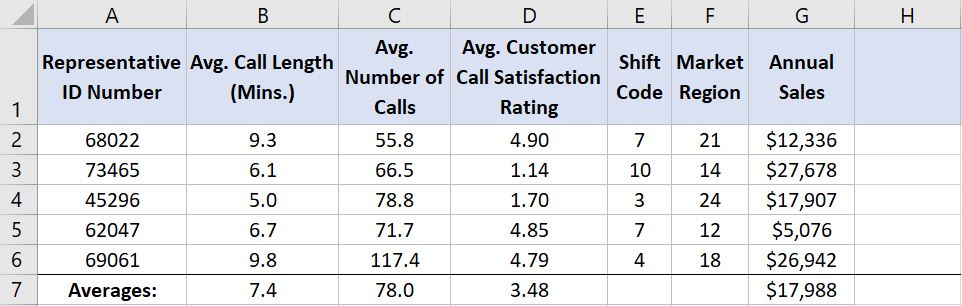 A B C D E F G H
1 Representative ID Number Avg. Call Length (Mins.) Avg. Number of Calls Avg. Customer Call Satisfaction Rating Shift Code Market Region Annual Sales
2 68022 9.3 55.8 4.90 7 21 $12,336
3 73465 6.1 66.5 1.14 10 14 $27,678
4 45296 5.0 78.8 1.70 3 24 $17,907
5 62047 6.7 71.7 4.85 7 12 $5,076
6 69061 9.8 117.4 4.79 4 18 $26,942
7 Averages: 7.4 78.0 3.48 $17,988